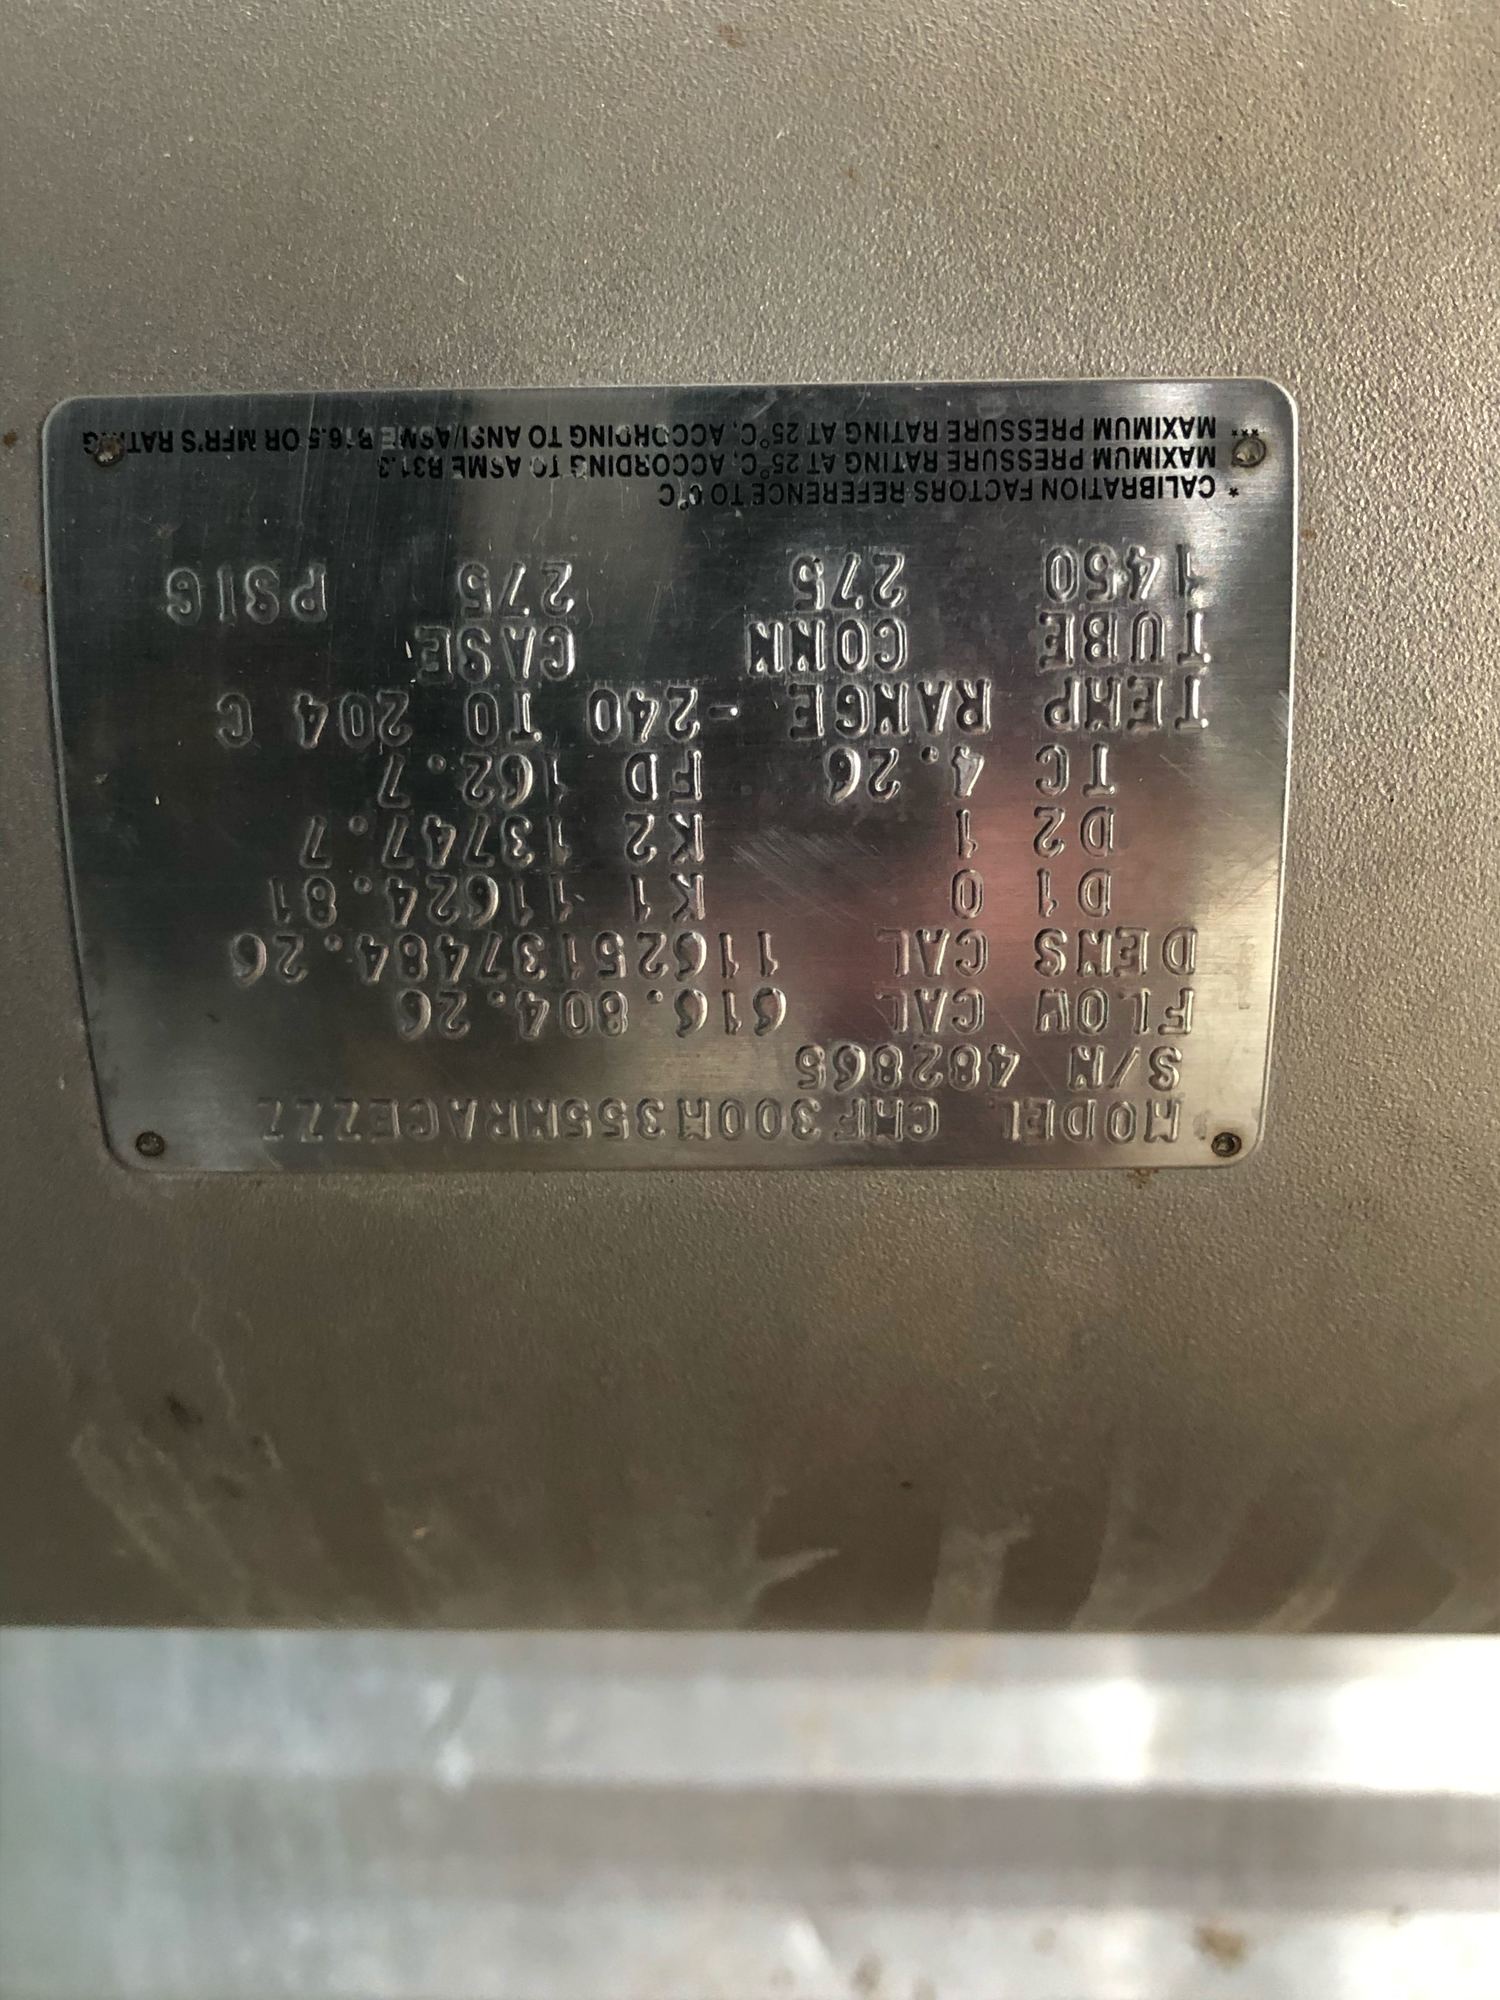 MODEL CMF300M355NRACEZZZ
S/N 482865
FLOW CAL 616.804.26
DENS CAL 11625137484.26
D1 0 K1 11624.81
D2 1 K2 13747.7
TC 4.26 FD 162.7
TEMP RANGE -240 TO 204 C
TUBE CONN CASE
1450 275 275 PSIG
* CALIBRATION FACTORS REFERENCE TO 0°C
MAXIMUM PRESSURE RATING AT 25°C, ACCORDING TO ASME B31.3
*** MAXIMUM PRESSURE RATING AT 25°C, ACCORDING TO ANSI/ASME B16.5 OR MFR'S RATING